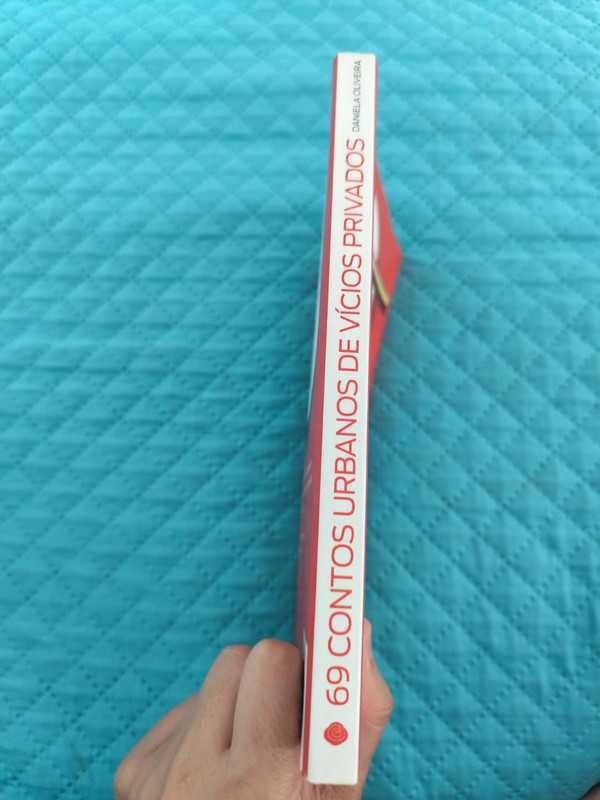 69 CONTOS URBANOS DE VÍCIOS PRIVADOS
DANIELA OLIVEIRA